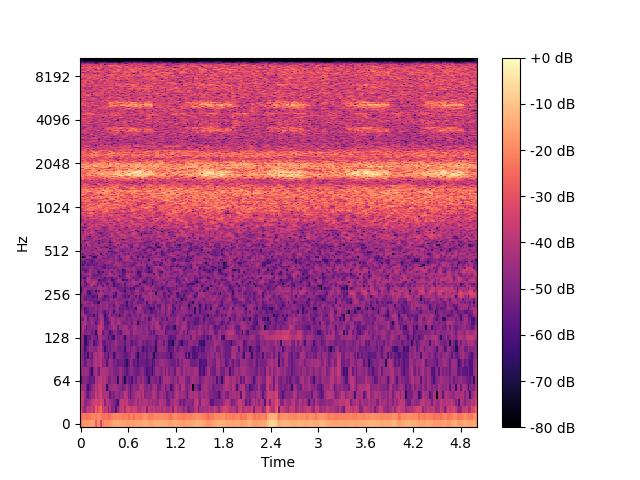 8192
4096
2048
1024
512
256
128
64
0
Hz
0 0.6 1.2 1.8 2.4 3 3.6 4.2 4.8
Time
+0 dB
-10 dB
-20 dB
-30 dB
-40 dB
-50 dB
-60 dB
-70 dB
-80 dB